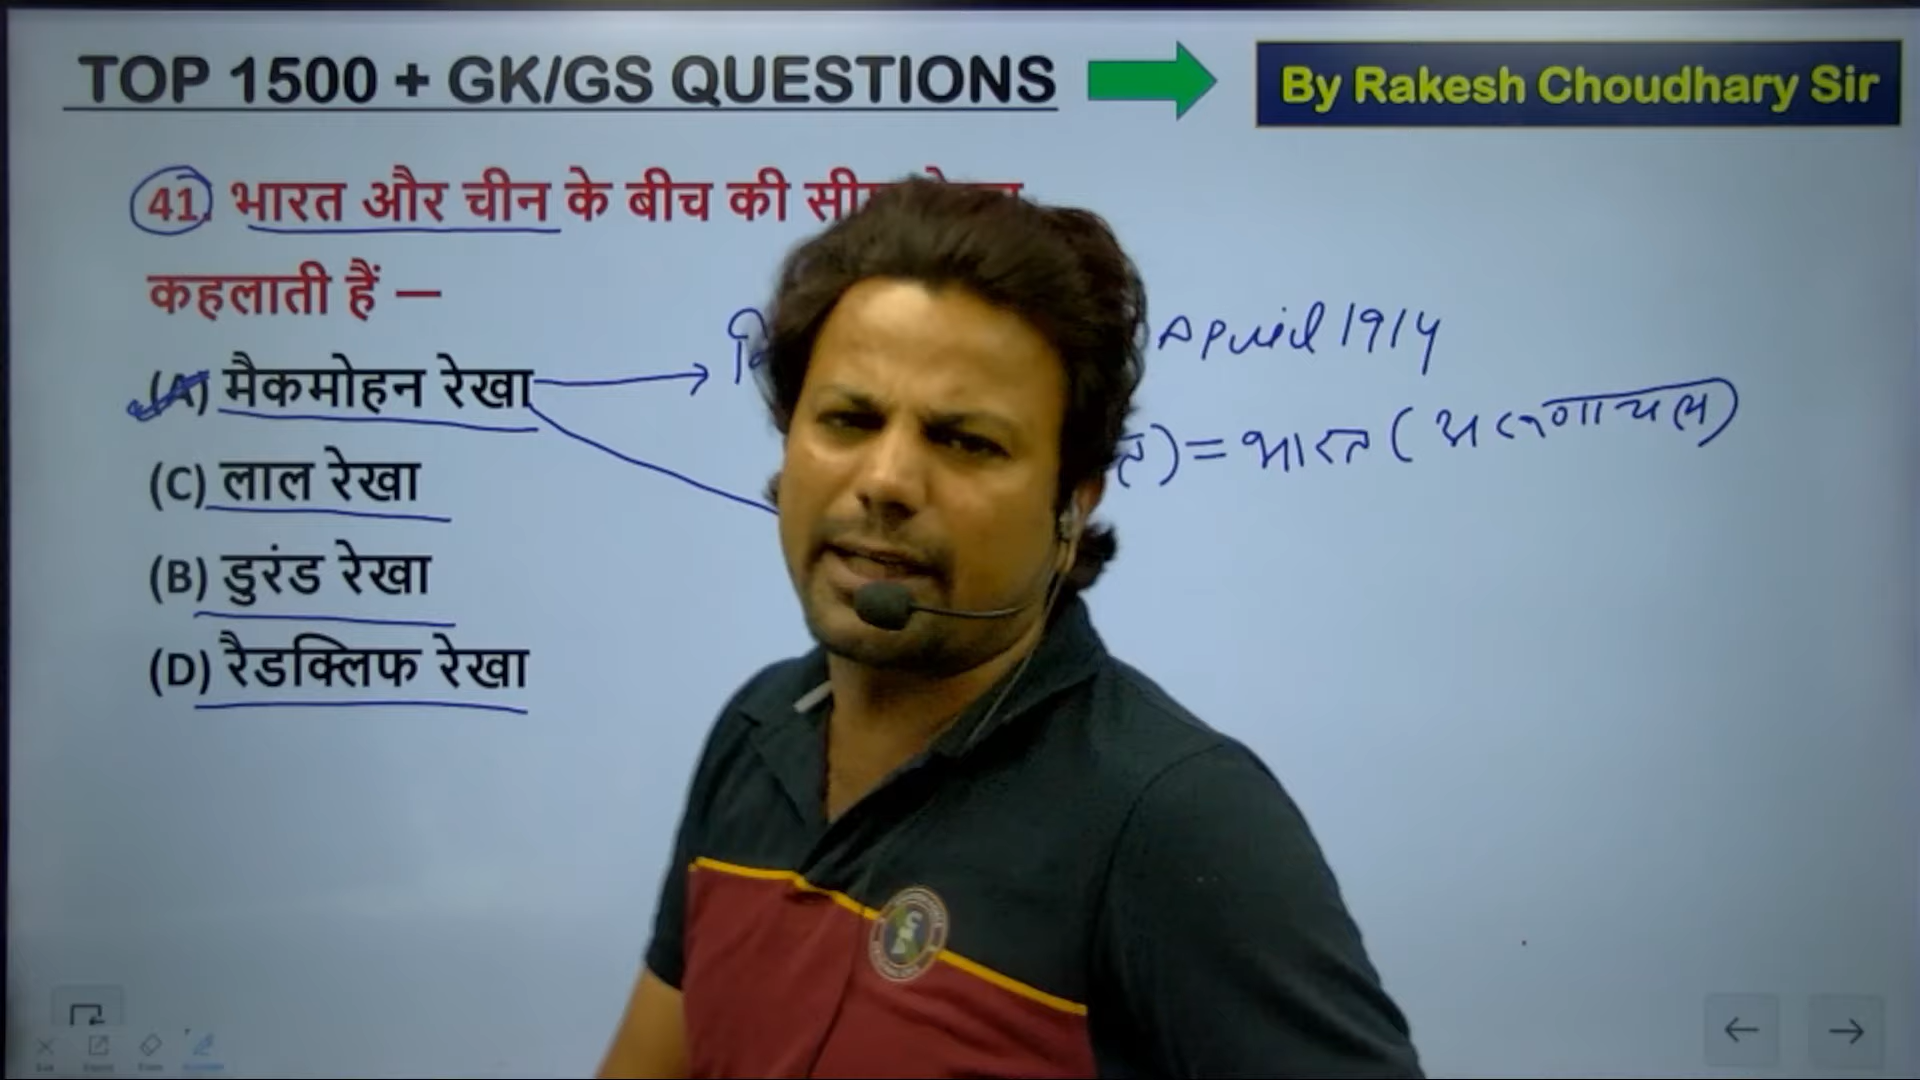 TOP 1500 + GK/GS QUESTIONS
By Rakesh Choudhary Sir
41. भारत और चीन के बीच की
कहलाती हैं —
(A) मैकमोहन रेखा
April 1914
= भारत (अरुणाचल)
(C) लाल रेखा
(B) डुरंड रेखा
(D) रैडक्लिफ रेखा